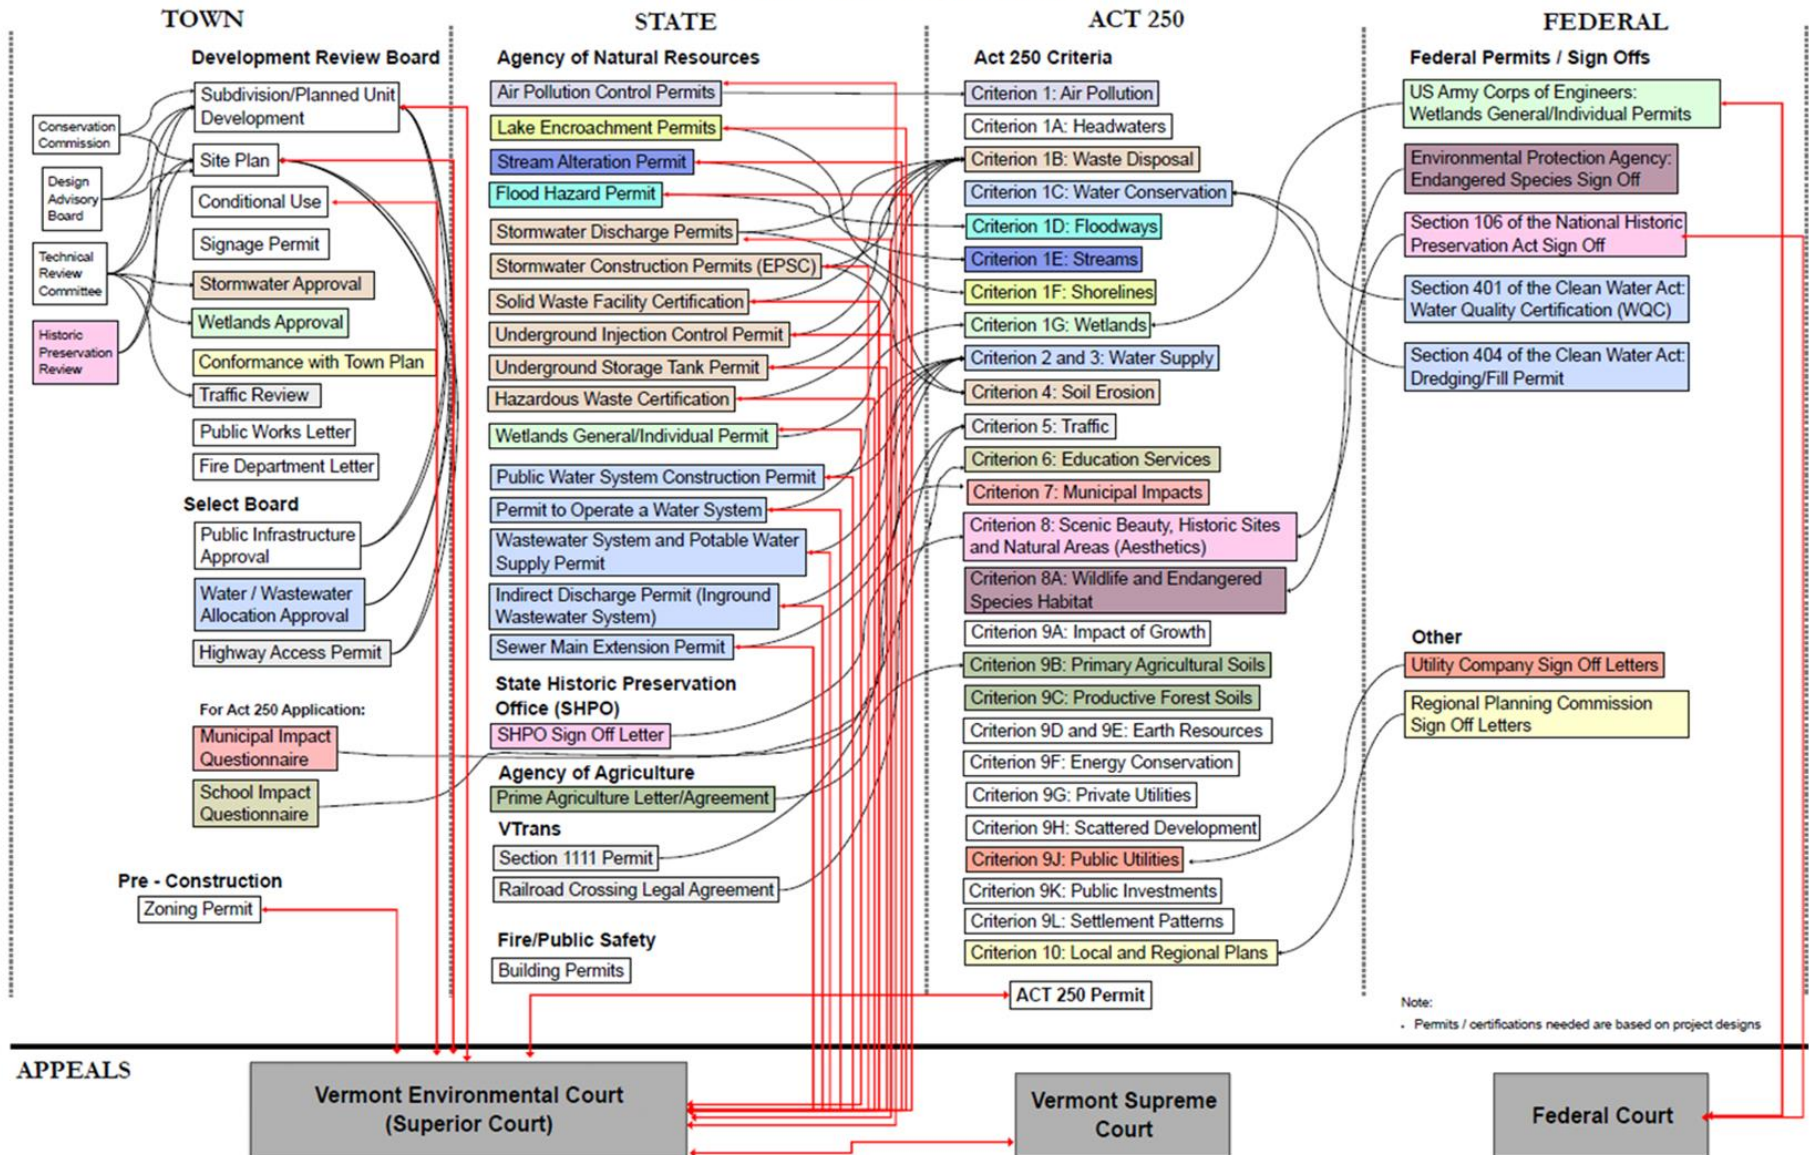 TOWN
STATE
ACT 250
FEDERAL
Development Review Board
Conservation
Commission
Design
Advisory
Board
Technical
Review
Committee
Historic
Preservation
Review
Subdivision/Planned Unit
Development
Site Plan
Conditional Use
Signage Permit
Stormwater Approval
Wetlands Approval
Conformance with Town Plan
Traffic Review
Public Works Letter
Fire Department Letter
Select Board
Public Infrastructure
Approval
Water / Wastewater
Allocation Approval
Highway Access Permit
For Act 250 Application:
Municipal Impact
Questionnaire
School Impact
Questionnaire
Pre - Construction
Zoning Permit
Agency of Natural Resources
Air Pollution Control Permits
Lake Encroachment Permits
Stream Alteration Permit
Flood Hazard Permit
Stormwater Discharge Permits
Stormwater Construction Permits (EPSC)
Solid Waste Facility Certification
Underground Injection Control Permit
Underground Storage Tank Permit
Hazardous Waste Certification
Wetlands General/Individual Permit
Public Water System Construction Permit
Permit to Operate a Water System
Wastewater System and Potable Water
Supply Permit
Indirect Discharge Permit (Inground
Wastewater System)
Sewer Main Extension Permit
State Historic Preservation
Office (SHPO)
SHPO Sign Off Letter
Agency of Agriculture
Prime Agriculture Letter/Agreement
VTrans
Section 1111 Permit
Railroad Crossing Legal Agreement
Fire/Public Safety
Building Permits
Act 250 Criteria
Criterion 1: Air Pollution
Criterion 1A: Headwaters
Criterion 1B: Waste Disposal
Criterion 1C: Water Conservation
Criterion 1D: Floodways
Criterion 1E: Streams
Criterion 1F: Shorelines
Criterion 1G: Wetlands
Criterion 2 and 3: Water Supply
Criterion 4: Soil Erosion
Criterion 5: Traffic
Criterion 6: Education Services
Criterion 7: Municipal Impacts
Criterion 8: Scenic Beauty, Historic Sites
and Natural Areas (Aesthetics)
Criterion 8A: Wildlife and Endangered
Species Habitat
Criterion 9A: Impact of Growth
Criterion 9B: Primary Agricultural Soils
Criterion 9C: Productive Forest Soils
Criterion 9D and 9E: Earth Resources
Criterion 9F: Energy Conservation
Criterion 9G: Private Utilities
Criterion 9H: Scattered Development
Criterion 9J: Public Utilities
Criterion 9K: Public Investments
Criterion 9L: Settlement Patterns
Criterion 10: Local and Regional Plans
ACT 250 Permit
Federal Permits / Sign Offs
US Army Corps of Engineers:
Wetlands General/Individual Permits
Environmental Protection Agency:
Endangered Species Sign Off
Section 106 of the National Historic
Preservation Act Sign Off
Section 401 of the Clean Water Act:
Water Quality Certification (WQC)
Section 404 of the Clean Water Act:
Dredging/Fill Permit
Other
Utility Company Sign Off Letters
Regional Planning Commission
Sign Off Letters
Note:
• Permits / certifications needed are based on project designs
APPEALS
Vermont Environmental Court
(Superior Court)
Vermont Supreme
Court
Federal Court